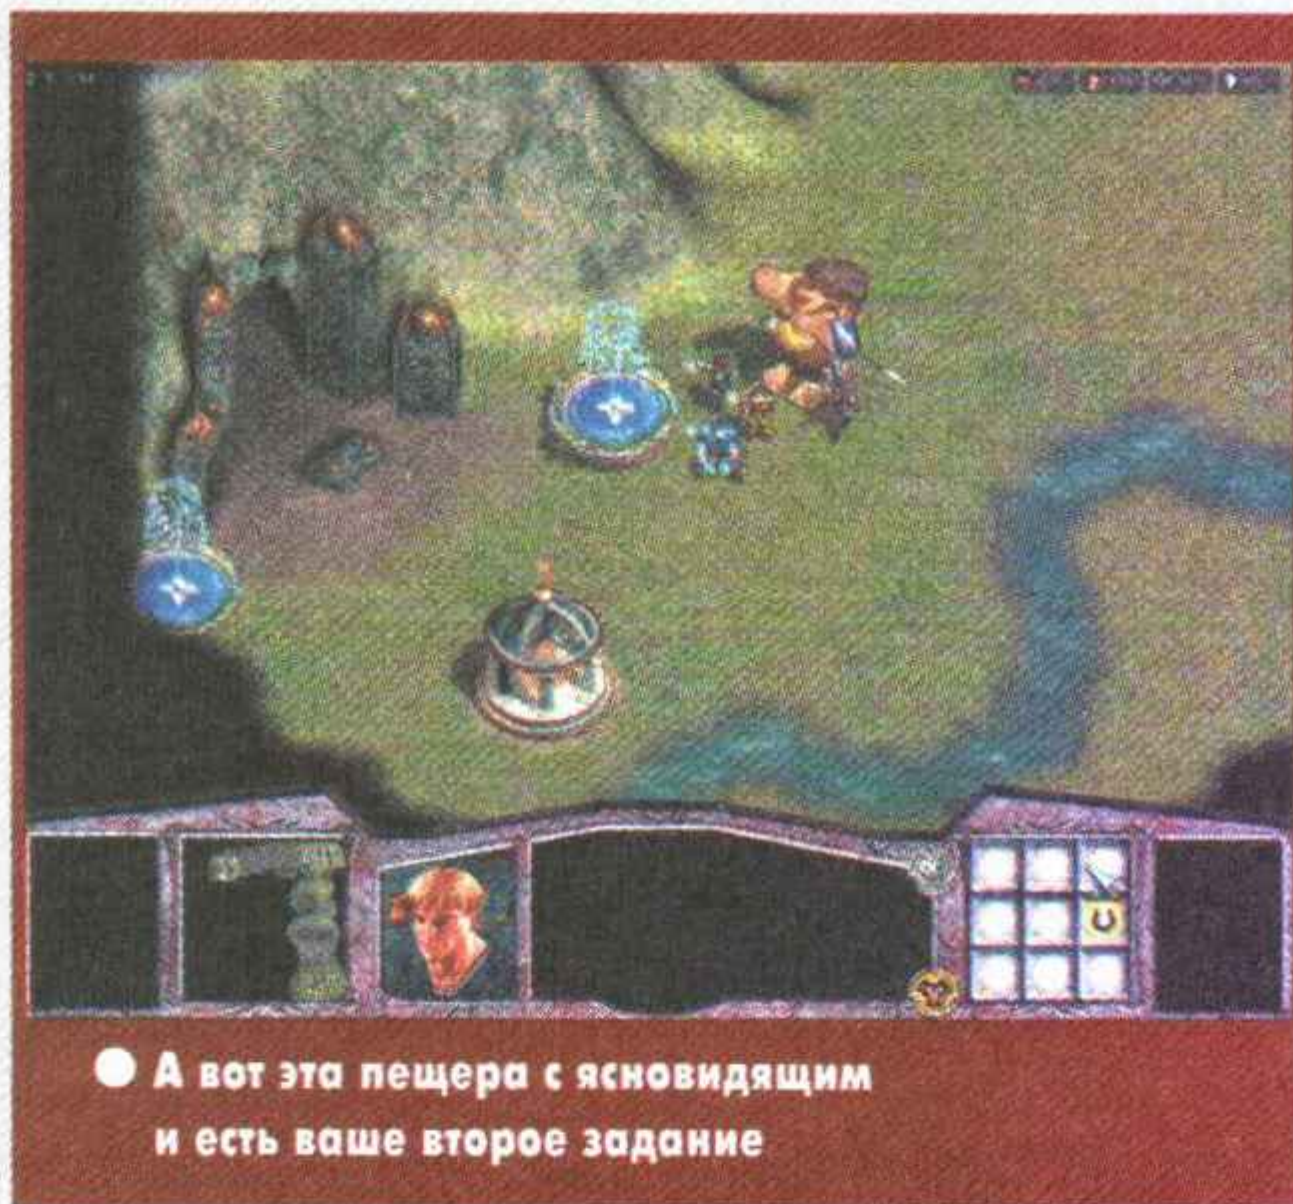 А вот эта пещера с ясновидящим
и есть ваше второе задание